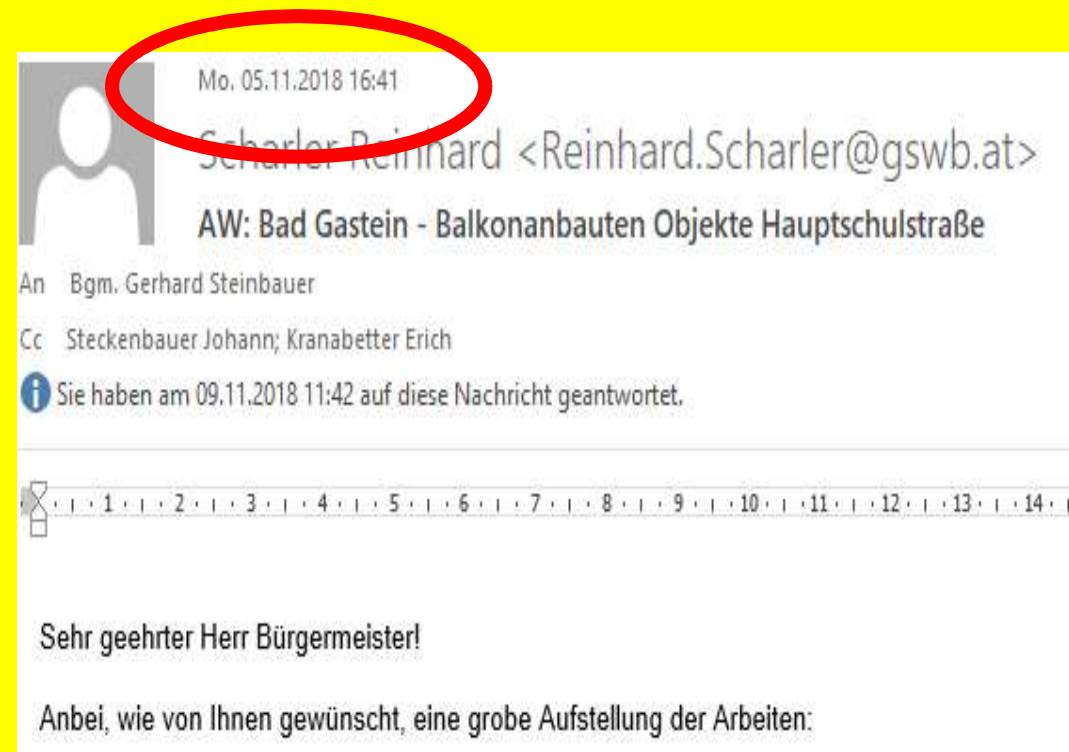 Mo. 05.11.2018 16:41
Scharler Reinhard <Reinhard.Scharler@gswb.at>
AW: Bad Gastein - Balkonanbauten Objekte Hauptschulstraße
An Bgm. Gerhard Steinbauer
Cc Steckenbauer Johann; Kranabetter Erich
Sie haben am 09.11.2018 11:42 auf diese Nachricht geantwortet.
1 2 3 4 5 6 7 8 9 10 11 12 13 14
Sehr geehrter Herr Bürgermeister!
Anbei, wie von Ihnen gewünscht, eine grobe Aufstellung der Arbeiten: